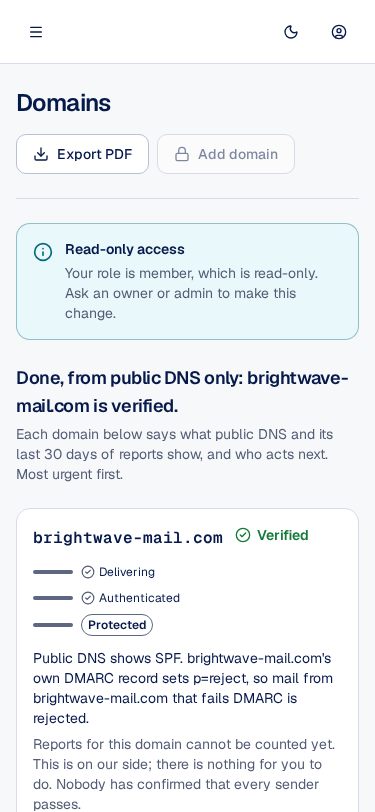 Domains
Export PDF
Add domain
Read-only access
Your role is member, which is read-only.
Ask an owner or admin to make this
change.
Done, from public DNS only: brightwave-
mail.com is verified.
Each domain below says what public DNS and its
last 30 days of reports show, and who acts next.
Most urgent first.
brightwave-mail.com
Verified
Delivering
Authenticated
Protected
Public DNS shows SPF. brightwave-mail.com's
own DMARC record sets p=reject, so mail from
brightwave-mail.com that fails DMARC is
rejected.
Reports for this domain cannot be counted yet.
This is on our side; there is nothing for you to
do. Nobody has confirmed that every sender
passes.